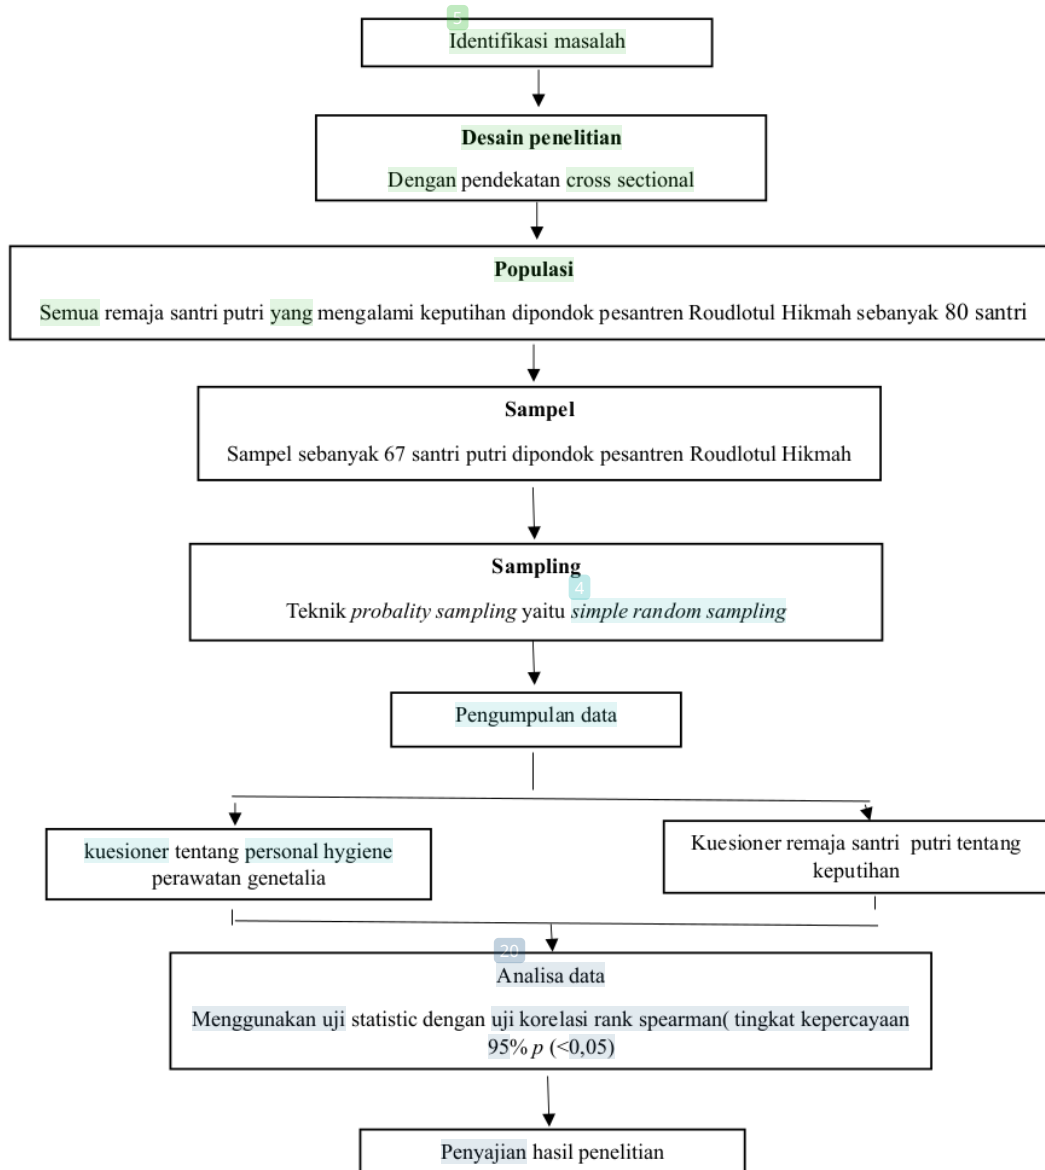 5
Identifikasi masalah
Desain penelitian
Dengan pendekatan cross sectional
Populasi
Semua remaja santri putri yang mengalami keputihan dipondok pesantren Roudlotul Hikmah sebanyak 80 santri
Sampel
Sampel sebanyak 67 santri putri dipondok pesantren Roudlotul Hikmah
Sampling
4
Teknik probality sampling yaitu simple random sampling
Pengumpulan data
kuesioner tentang personal hygiene
perawatan genetalia
Kuesioner remaja santri putri tentang
keputihan
20
Analisa data
Menggunakan uji statistic dengan uji korelasi rank spearman( tingkat kepercayaan
95% p (<0,05)
Penyajian hasil penelitian